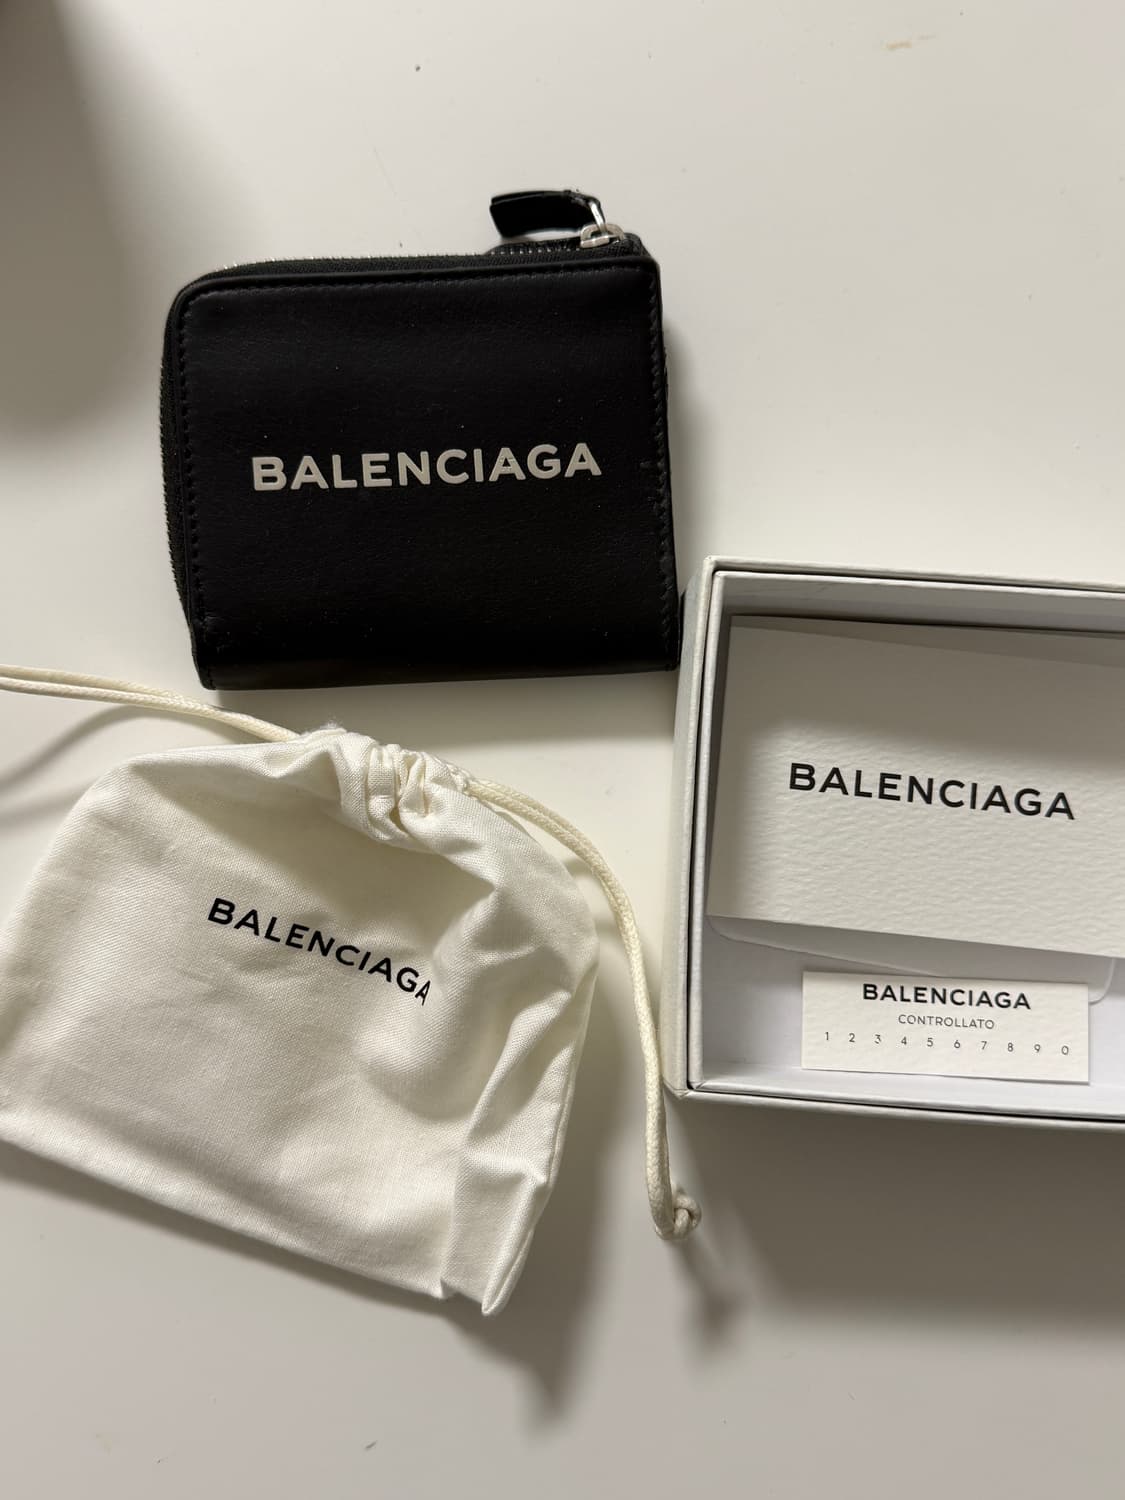 BALENCIAGA
BALENCIAGA
BALENCIAGA
BALENCIAGA
CONTROLLATO
1 2 3 4 5 6 7 8 9 0